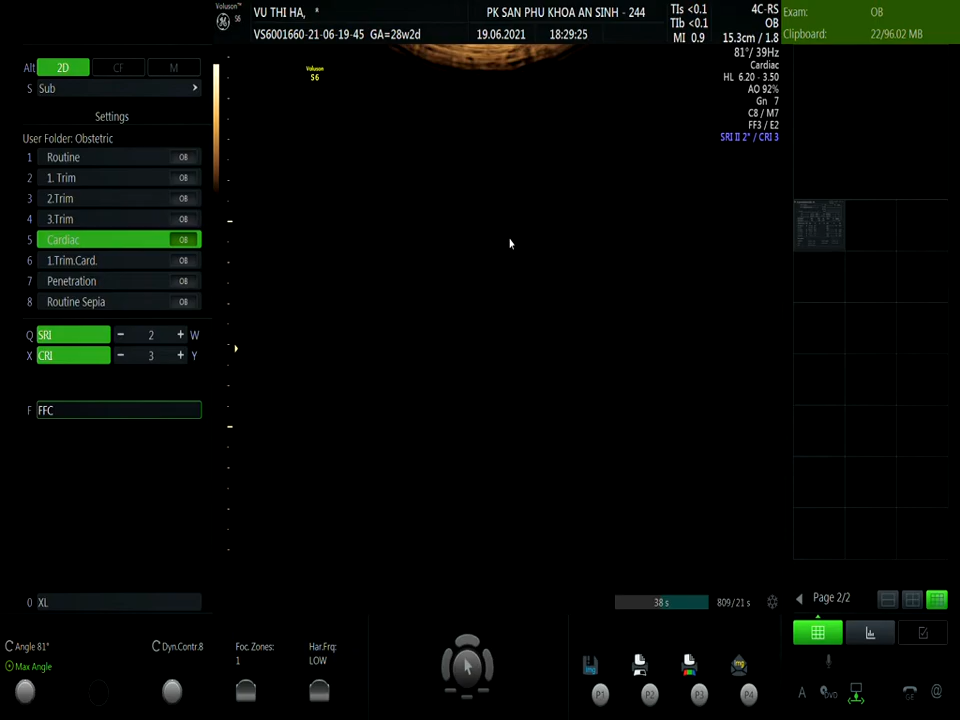 Voluson™
S6
VU THI HA, *
PK SAN PHU KHOA AN SINH - 244
VS6001660-21-06-19-45 GA=28w2d
19.06.2021
18:29:25
TIs <0.1
TIb <0.1
MI 0.9
4C-RS
OB
15.3cm / 1.8
81°/ 39Hz
Cardiac
HL 6.20 - 3.50
AO 92%
Gn 7
C8 / M7
FF3 / E2
SRI II 2" / CRI 3
Exam: OB
Clipboard: 22/96.02 MB
Voluson
S6
Alt 2D CF M
S Sub
Settings
User Folder: Obstetric
1 Routine OB
2 1. Trim OB
3 2.Trim OB
4 3.Trim OB
5 Cardiac OB
6 1.Trim.Card. OB
7 Penetration OB
8 Routine Sepia OB
Q SRI − 2 + W
X CRI − 3 + Y
F FFC
0 XL
38 s
809/21 s
Page 2/2
Angle 81°
Max Angle
Dyn.Contr.8
Foc. Zones:
1
Har.Frq:
LOW
P1
P2
P3
P4
A
DVD
@